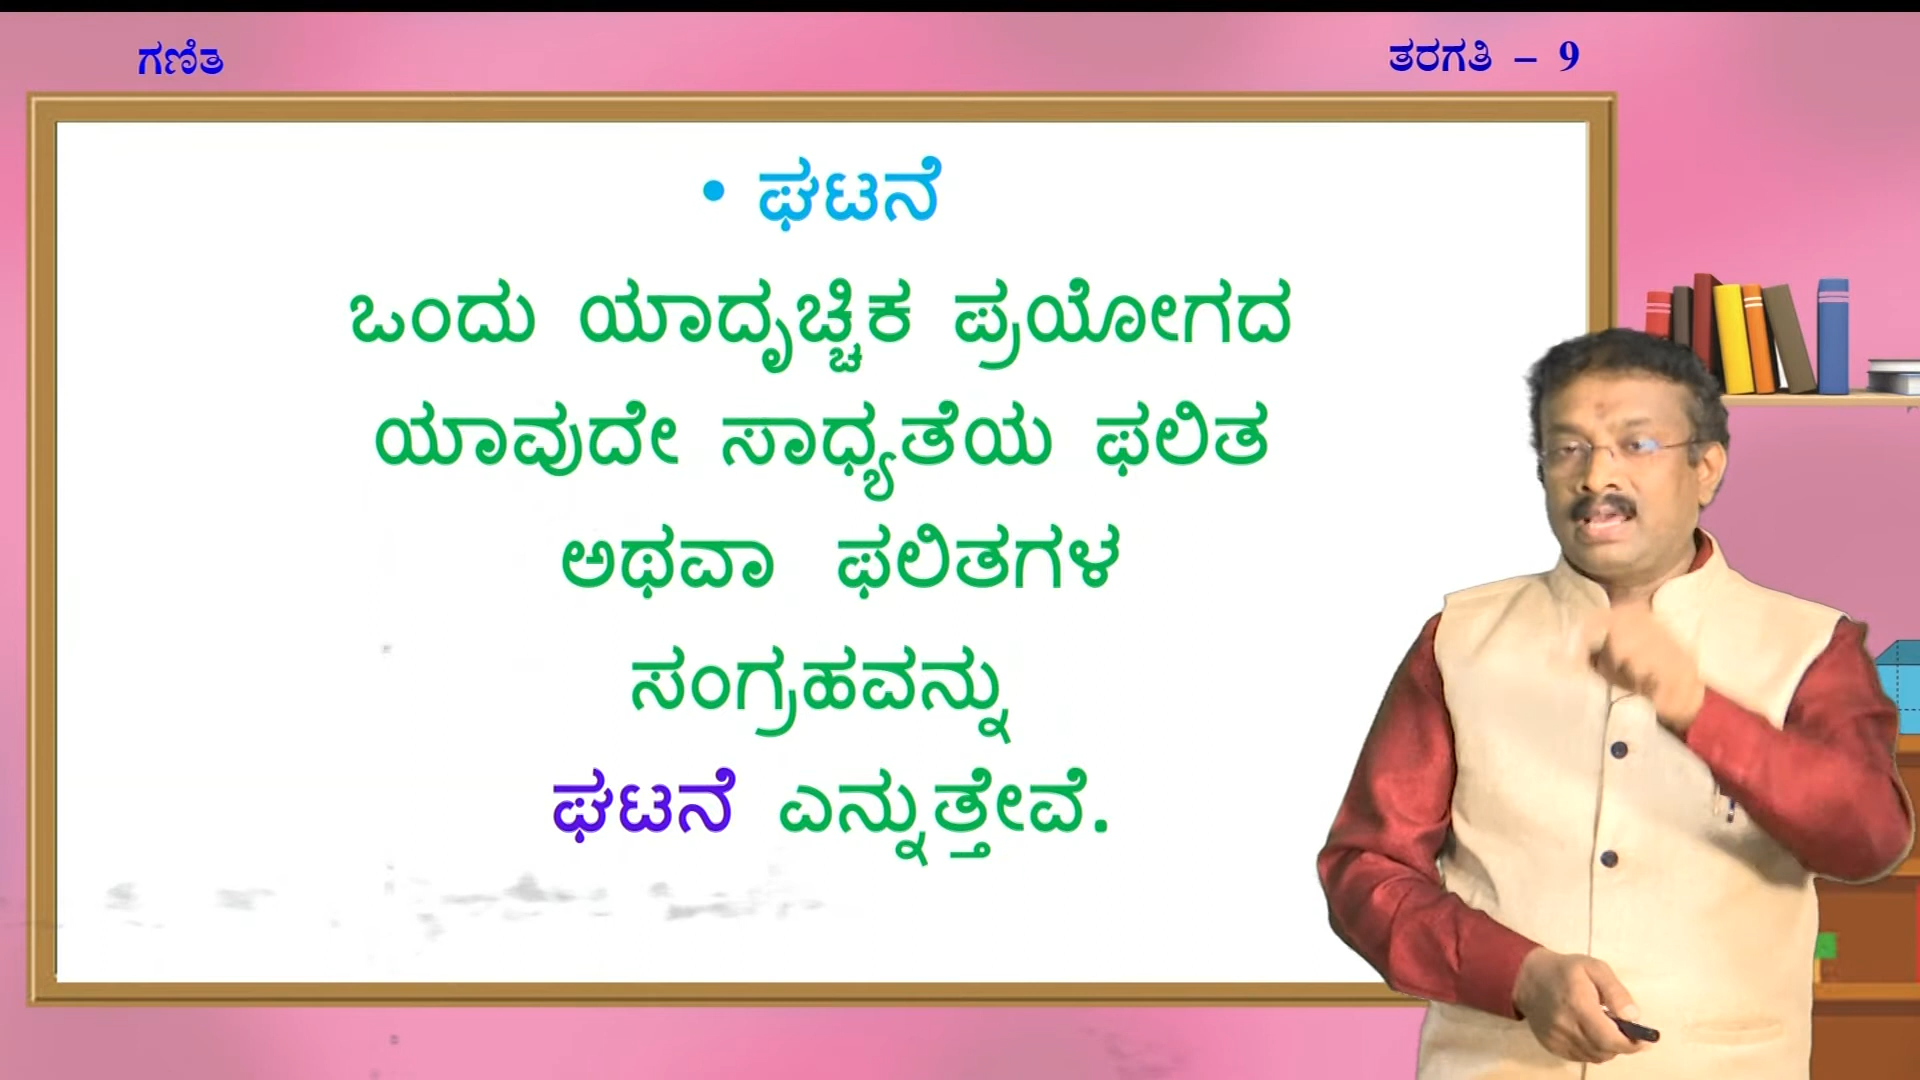 ಗಣಿತ
ತರಗತಿ – 9
• ಘಟನೆ
ಒಂದು ಯಾದೃಚ್ಚಿಕ ಪ್ರಯೋಗದ
ಯಾವುದೇ ಸಾಧ್ಯತೆಯ ಫಲಿತ
ಅಥವಾ ಫಲಿತಗಳ
ಸಂಗ್ರಹವನ್ನು
ಘಟನೆ ಎನ್ನುತ್ತೇವೆ.